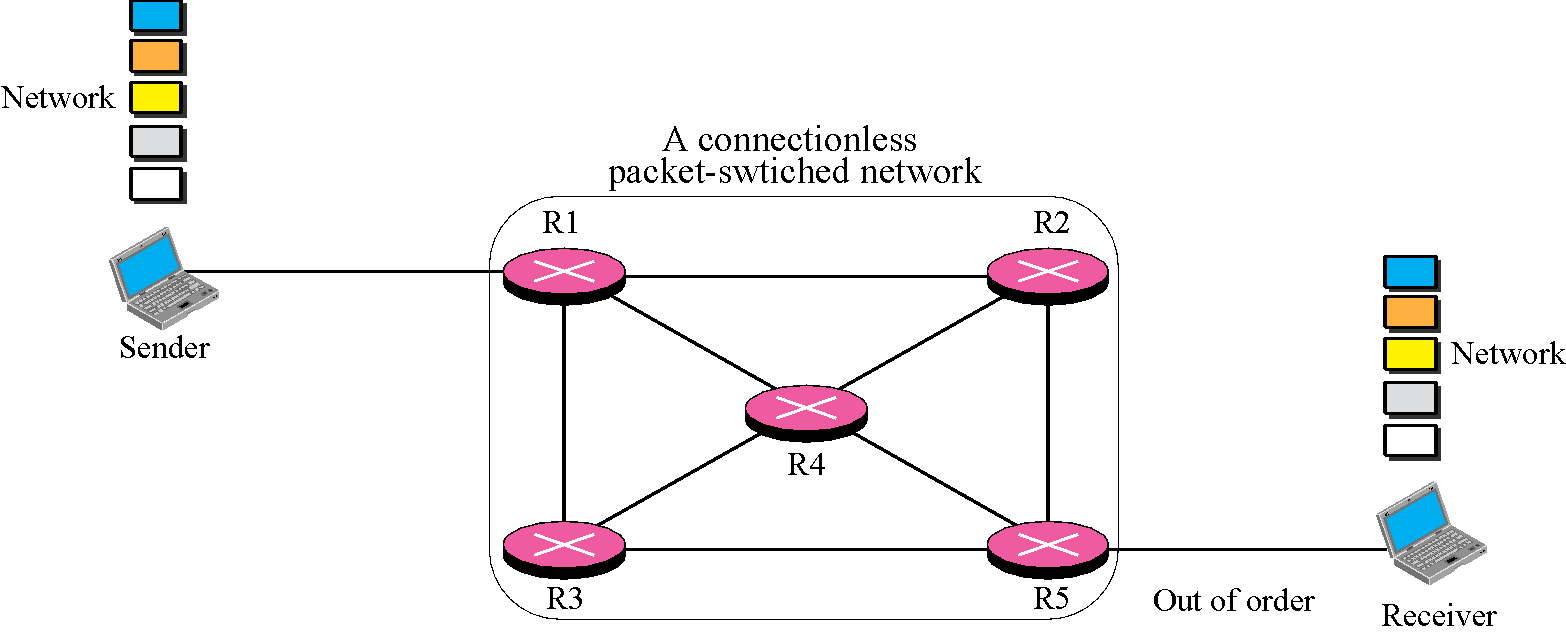 Network
A connectionless
packet-swtiched network
R1
R2
Sender
Network
R4
R3
R5
Out of order
Receiver